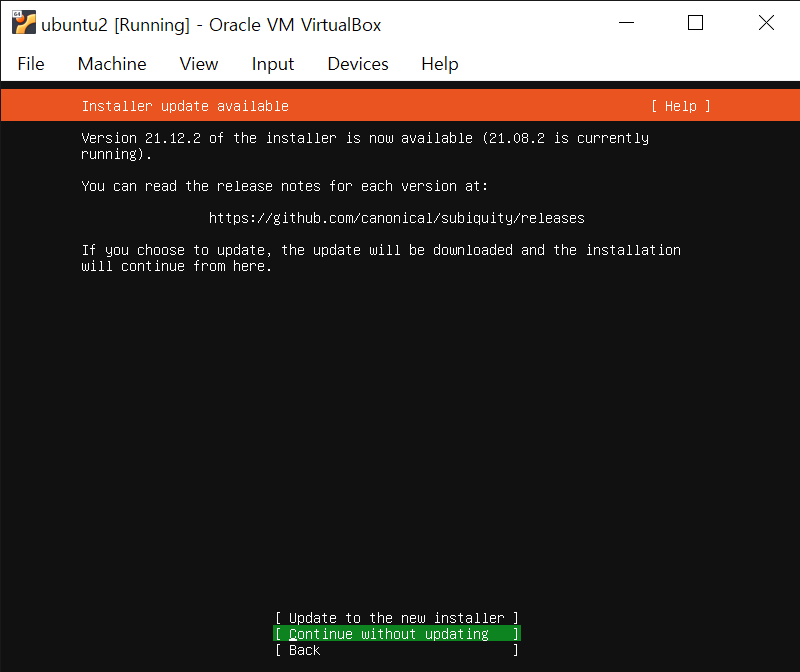 ubuntu2 [Running] - Oracle VM VirtualBox
File Machine View Input Devices Help
Installer update available [ Help ]
Version 21.12.2 of the installer is now available (21.08.2 is currently
running).
You can read the release notes for each version at:
https://github.com/canonical/subiquity/releases
If you choose to update, the update will be downloaded and the installation
will continue from here.
[ Update to the new installer ]
[ Continue without updating ]
[ Back ]